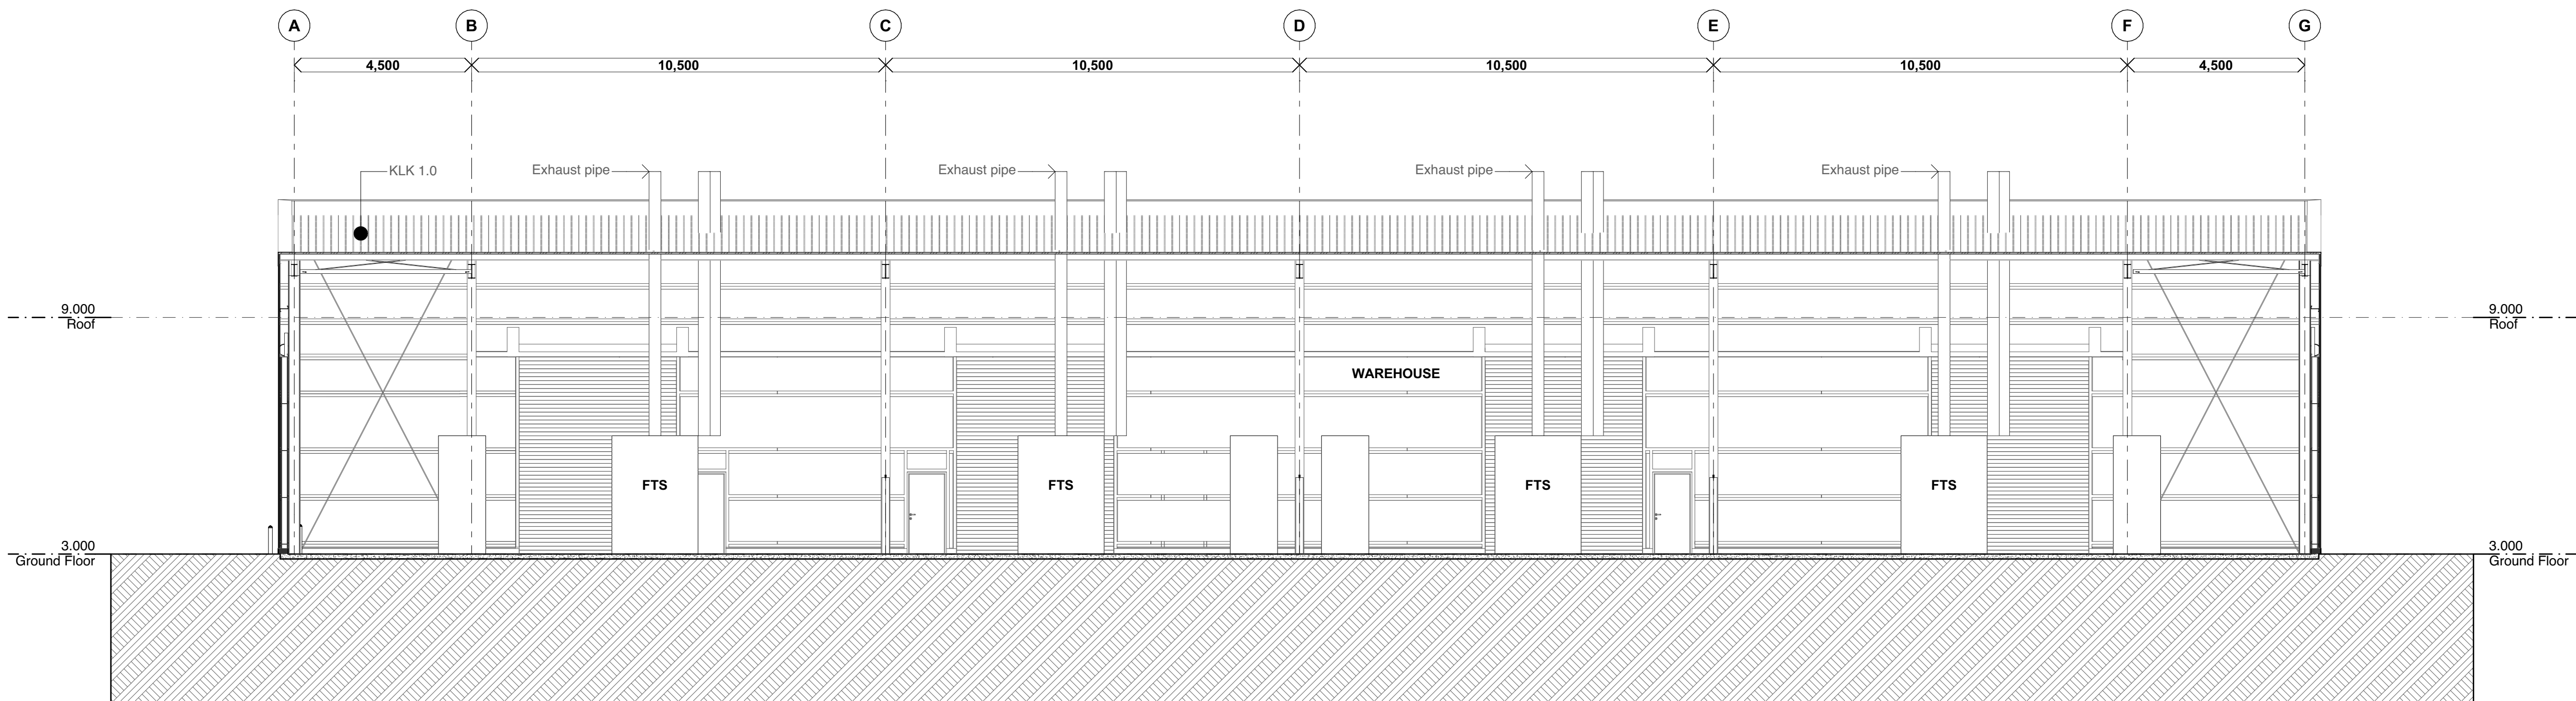 A B C D E F G
4,500 10,500 10,500 10,500 10,500 4,500
KLK 1.0 Exhaust pipe Exhaust pipe Exhaust pipe Exhaust pipe
9.000 9.000
Roof Roof
WAREHOUSE
FTS FTS FTS FTS
3.000 3.000
Ground Floor Ground Floor